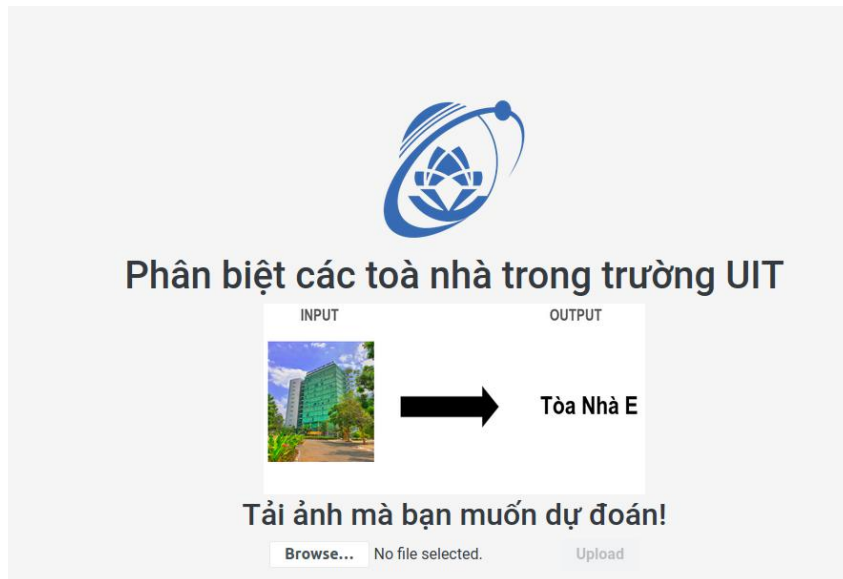 Phân biệt các toà nhà trong trường UIT
INPUT OUTPUT
Tòa Nhà E
Tải ảnh mà bạn muốn dự đoán!
Browse... No file selected. Upload